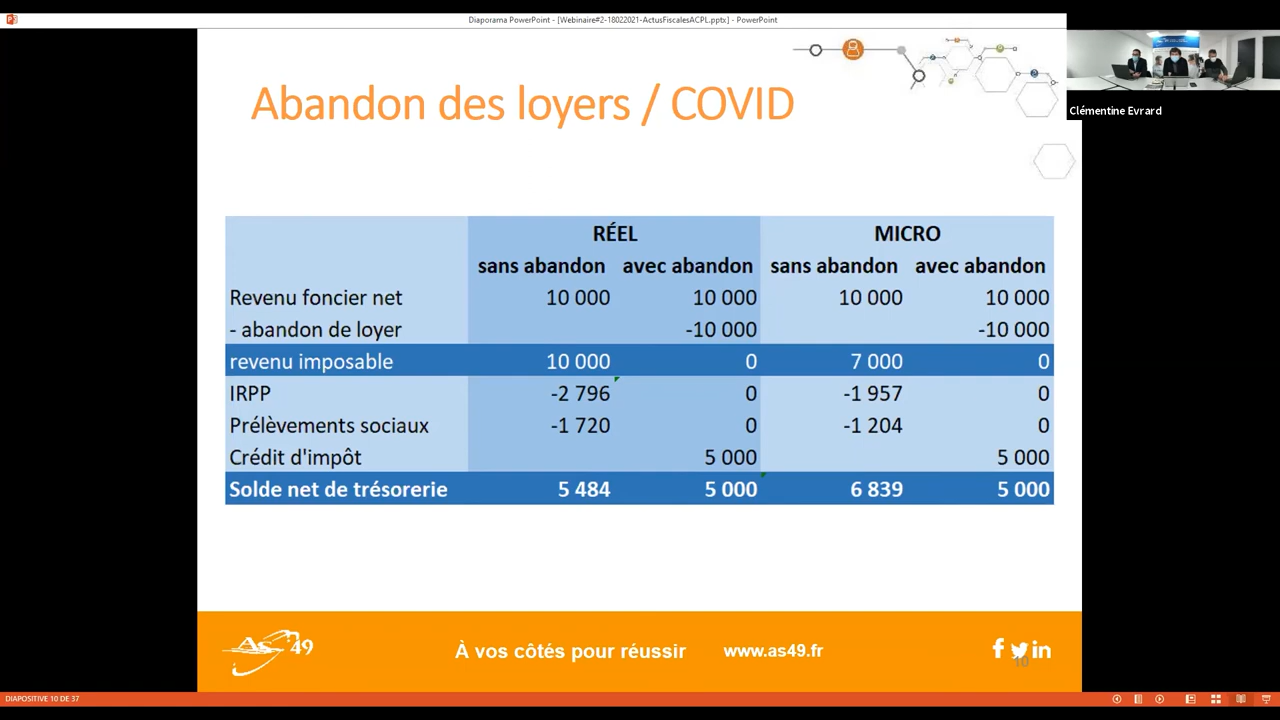 Diaporama PowerPoint - [Webinaire#2-18022021-ActusFiscalesACPL.pptx] - PowerPoint
Clémentine Evrard
Abandon des loyers / COVID
RÉEL MICRO
sans abandon avec abandon sans abandon avec abandon
Revenu foncier net 10 000 10 000 10 000 10 000
- abandon de loyer -10 000 -10 000
revenu imposable 10 000 0 7 000 0
IRPP -2 796 0 -1 957 0
Prélèvements sociaux -1 720 0 -1 204 0
Crédit d'impôt 5 000 5 000
Solde net de trésorerie 5 484 5 000 6 839 5 000
As 49 À vos côtés pour réussir www.as49.fr
10
DIAPOSITIVE 10 DE 37